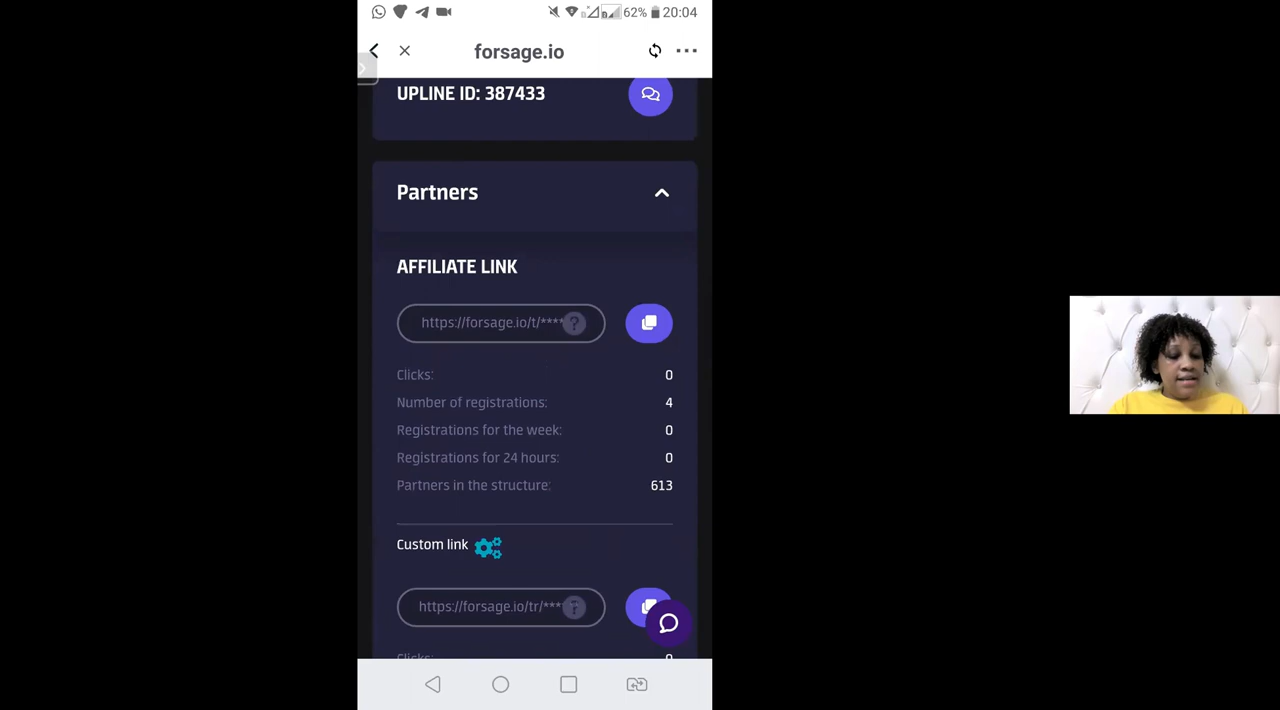 62% 20:04
forsage.io
UPLINE ID: 387433
Partners
AFFILIATE LINK
https://forsage.io/t/****
?
Clicks: 0
Number of registrations: 4
Registrations for the week: 0
Registrations for 24 hours: 0
Partners in the structure: 613
Custom link
https://forsage.io/tr/***
Clicks: